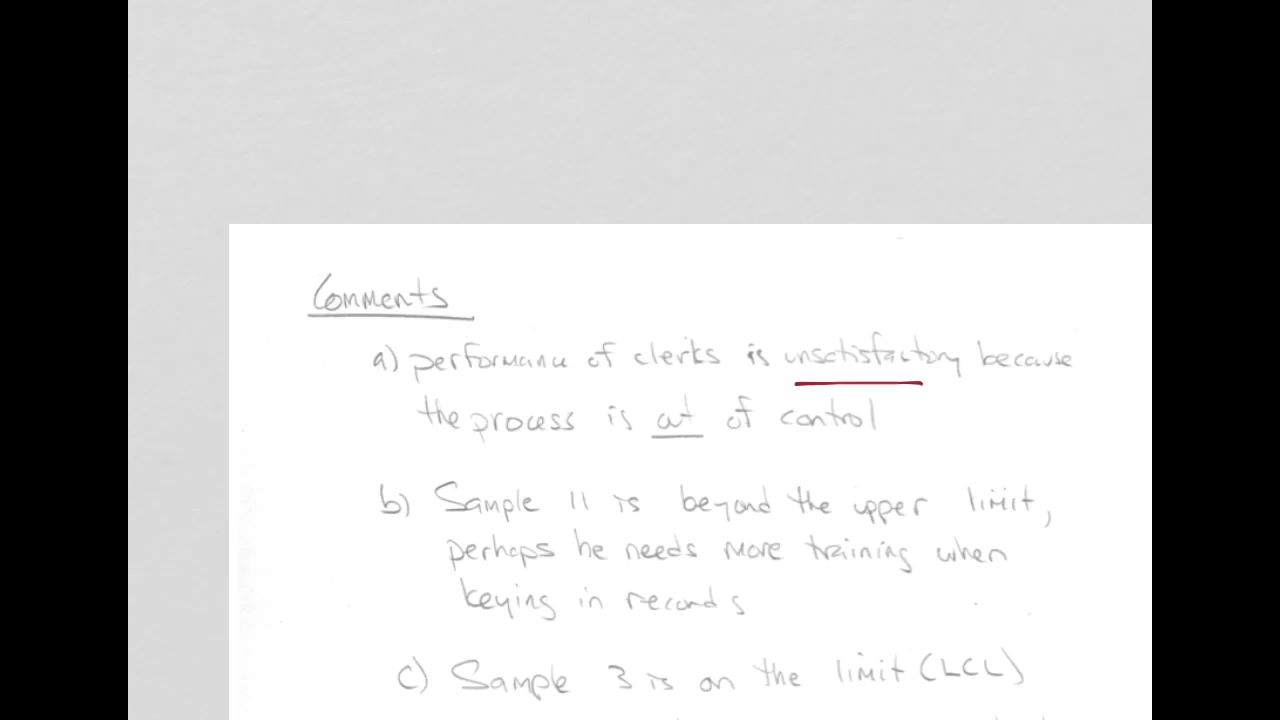 Comments
a) performance of clerks is unsatisfactory because
the process is out of control
b) Sample 11 is beyond the upper limit,
perhaps he needs more training when
keying in records
c) Sample 3 is on the limit (LCL)